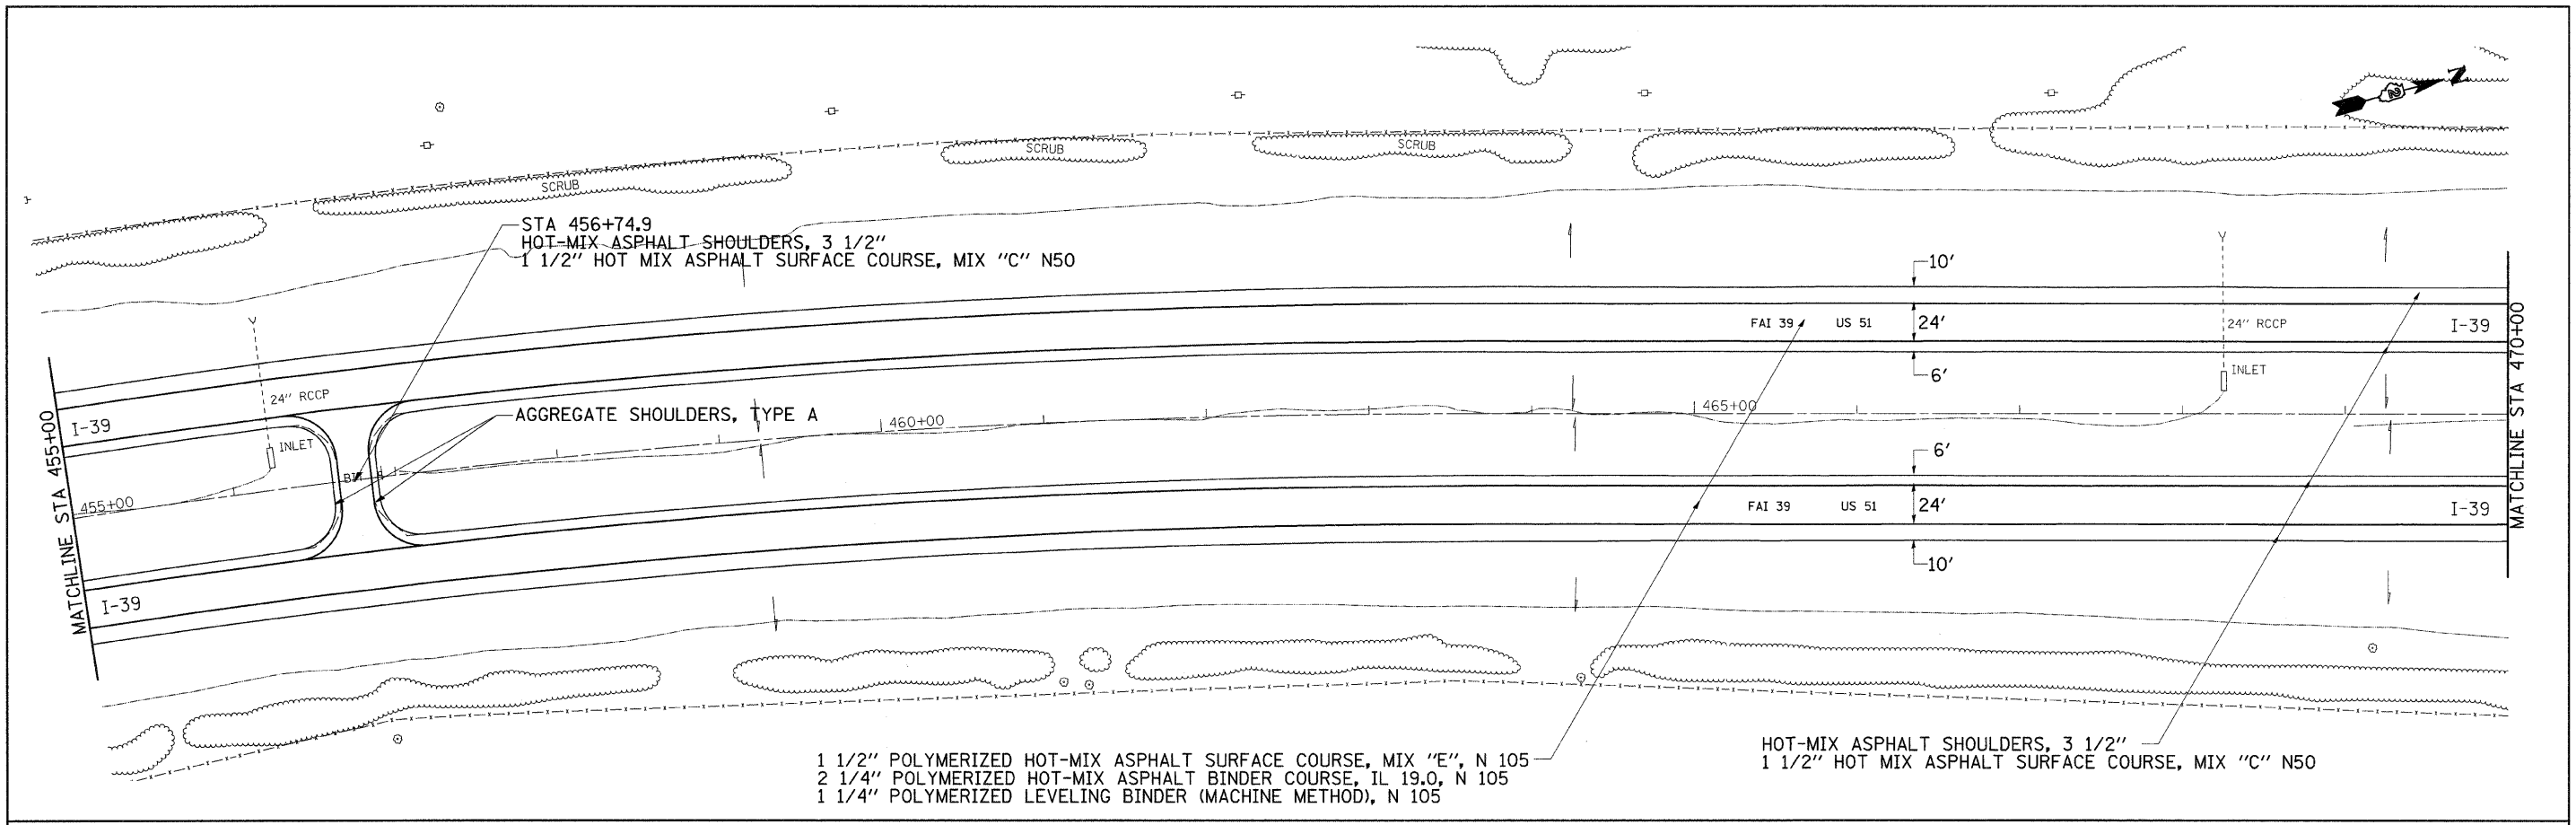 N
SCRUB
SCRUB
SCRUB
STA 456+74.9
HOT-MIX ASPHALT SHOULDERS, 3 1/2"
1 1/2" HOT MIX ASPHALT SURFACE COURSE, MIX "C" N50
10'
FAI 39 US 51 24' 24" RCCP I-39
6'
INLET
MATCHLINE STA 470+00
24" RCCP
I-39
INLET
AGGREGATE SHOULDERS, TYPE A
460+00
465+00
455+00
MATCHLINE STA 455+00
6'
FAI 39 US 51 24' I-39
10'
I-39
1 1/2" POLYMERIZED HOT-MIX ASPHALT SURFACE COURSE, MIX "E", N 105
2 1/4" POLYMERIZED HOT-MIX ASPHALT BINDER COURSE, IL 19.0, N 105
1 1/4" POLYMERIZED LEVELING BINDER (MACHINE METHOD), N 105
HOT-MIX ASPHALT SHOULDERS, 3 1/2"
1 1/2" HOT MIX ASPHALT SURFACE COURSE, MIX "C" N50